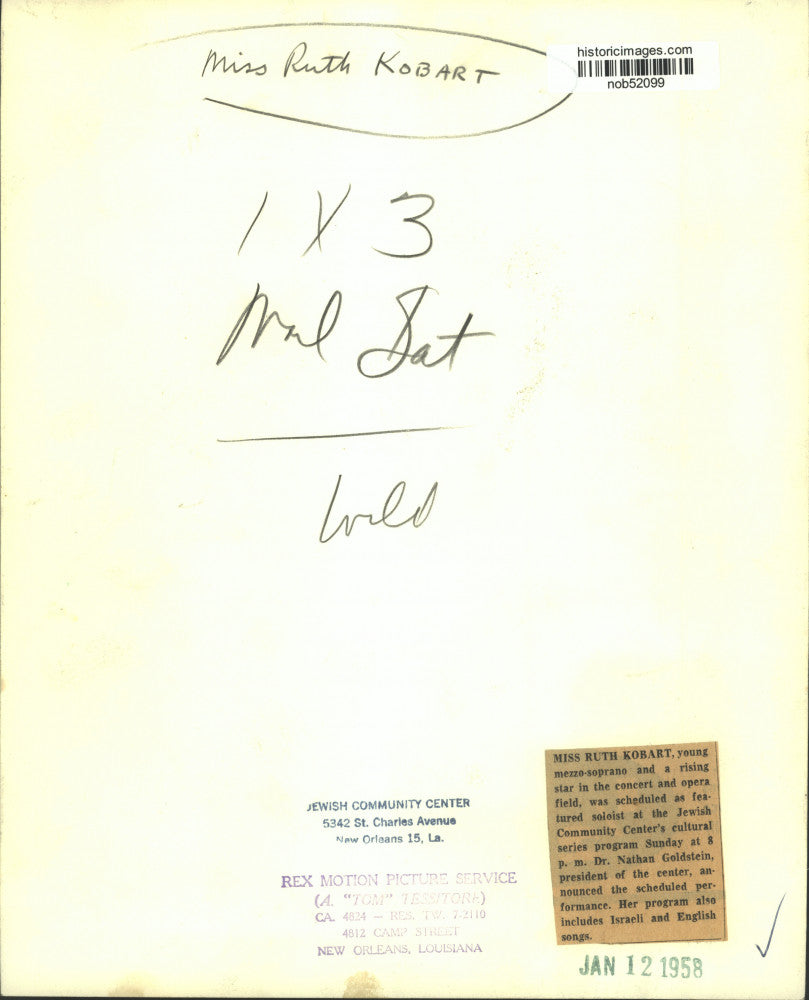 Miss Ruth KOBART
historicimages.com
nob52099
1 X 3
Sat
MISS RUTH KOBART, young
mezzo-soprano and a rising
star in the concert and opera
field, was scheduled as fea-
tured soloist at the Jewish
Community Center's cultural
series program Sunday at 8
p. m. Dr. Nathan Goldstein,
president of the center, an-
nounced the scheduled per-
formance. Her program also
includes Israeli and English
songs.
JAN 12 1958
JEWISH COMMUNITY CENTER
5342 St. Charles Avenue
New Orleans 15, La.
REX MOTION PICTURE SERVICE
(A. "TOM" TESSITORE)
CA. 4824 — RES. TW. 7-2110
4812 CAMP STREET
NEW ORLEANS, LOUISIANA